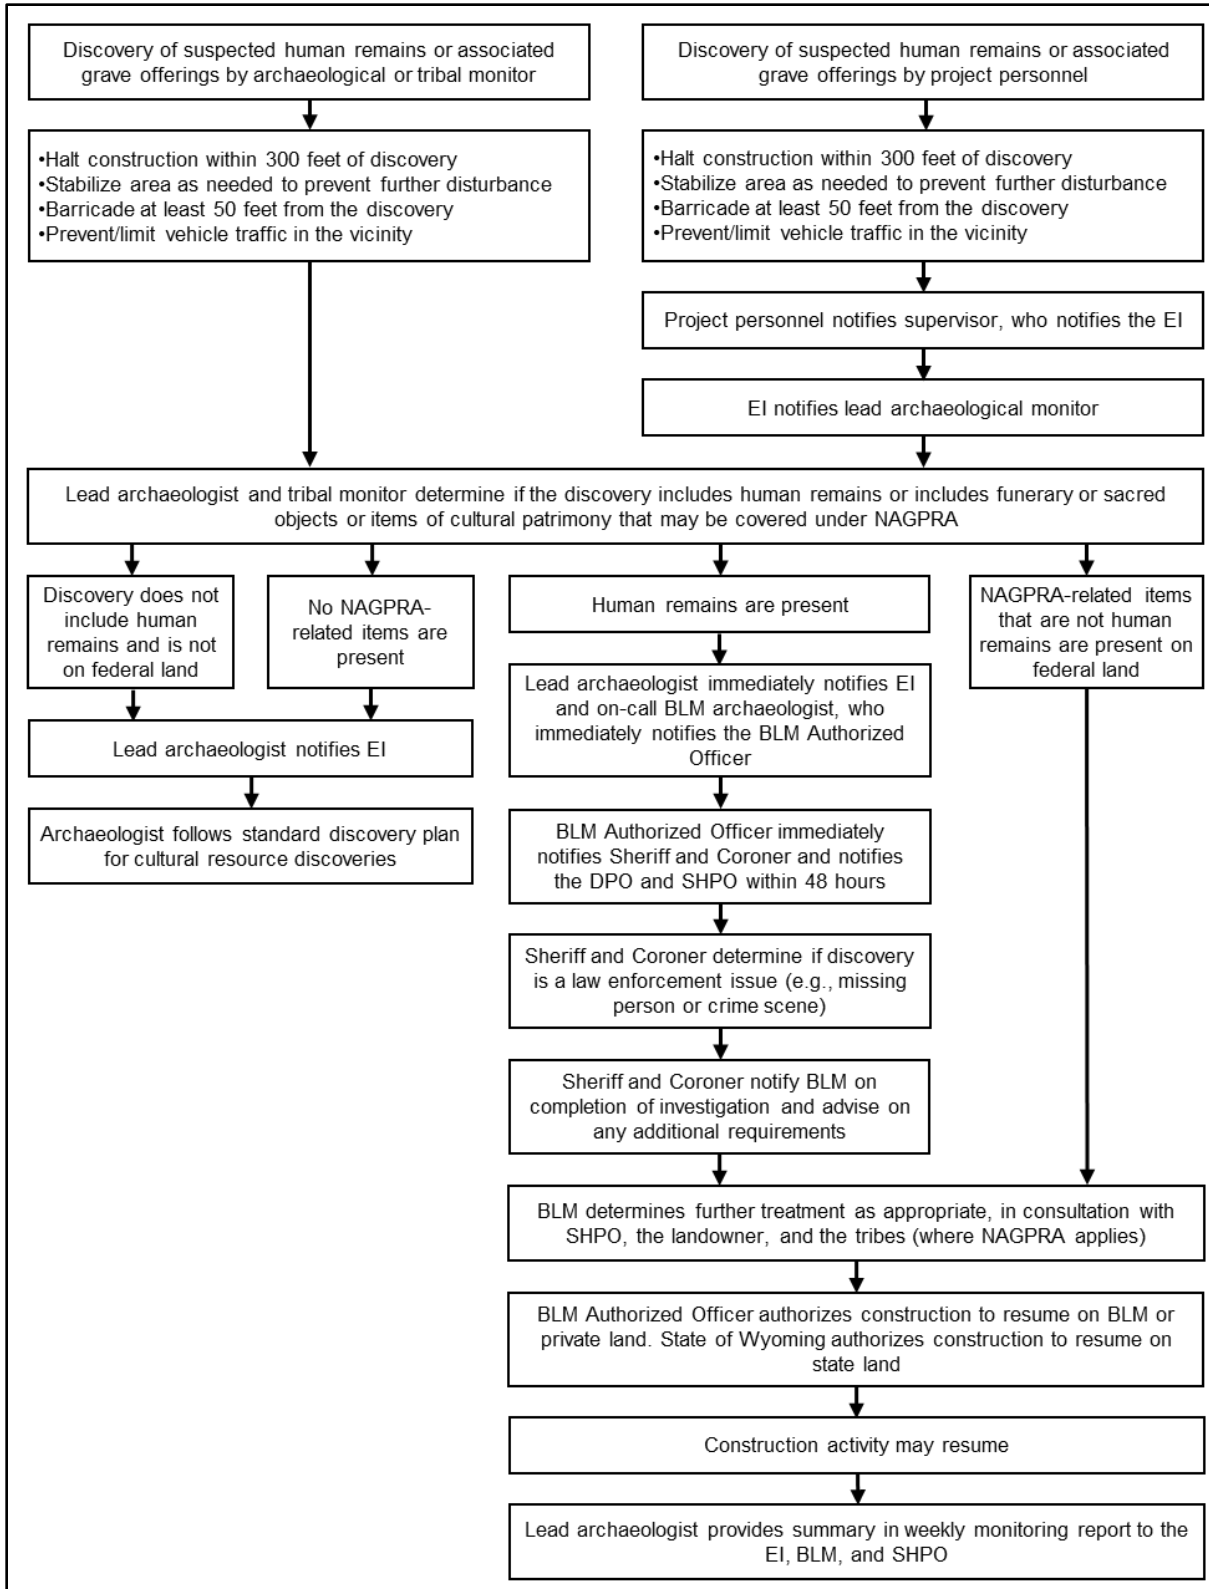 Discovery of suspected human remains or associated
grave offerings by archaeological or tribal monitor
Discovery of suspected human remains or associated
grave offerings by project personnel
•Halt construction within 300 feet of discovery
•Stabilize area as needed to prevent further disturbance
•Barricade at least 50 feet from the discovery
•Prevent/limit vehicle traffic in the vicinity
•Halt construction within 300 feet of discovery
•Stabilize area as needed to prevent further disturbance
•Barricade at least 50 feet from the discovery
•Prevent/limit vehicle traffic in the vicinity
Project personnel notifies supervisor, who notifies the EI
EI notifies lead archaeological monitor
Lead archaeologist and tribal monitor determine if the discovery includes human remains or includes funerary or sacred
objects or items of cultural patrimony that may be covered under NAGPRA
Discovery does not
include human
remains and is not
on federal land
No NAGPRA-
related items are
present
Human remains are present
NAGPRA-related items
that are not human
remains are present on
federal land
Lead archaeologist notifies EI
Archaeologist follows standard discovery plan
for cultural resource discoveries
Lead archaeologist immediately notifies EI
and on-call BLM archaeologist, who
immediately notifies the BLM Authorized
Officer
BLM Authorized Officer immediately
notifies Sheriff and Coroner and notifies
the DPO and SHPO within 48 hours
Sheriff and Coroner determine if discovery
is a law enforcement issue (e.g., missing
person or crime scene)
Sheriff and Coroner notify BLM on
completion of investigation and advise on
any additional requirements
BLM determines further treatment as appropriate, in consultation with
SHPO, the landowner, and the tribes (where NAGPRA applies)
BLM Authorized Officer authorizes construction to resume on BLM or
private land. State of Wyoming authorizes construction to resume on
state land
Construction activity may resume
Lead archaeologist provides summary in weekly monitoring report to the
EI, BLM, and SHPO